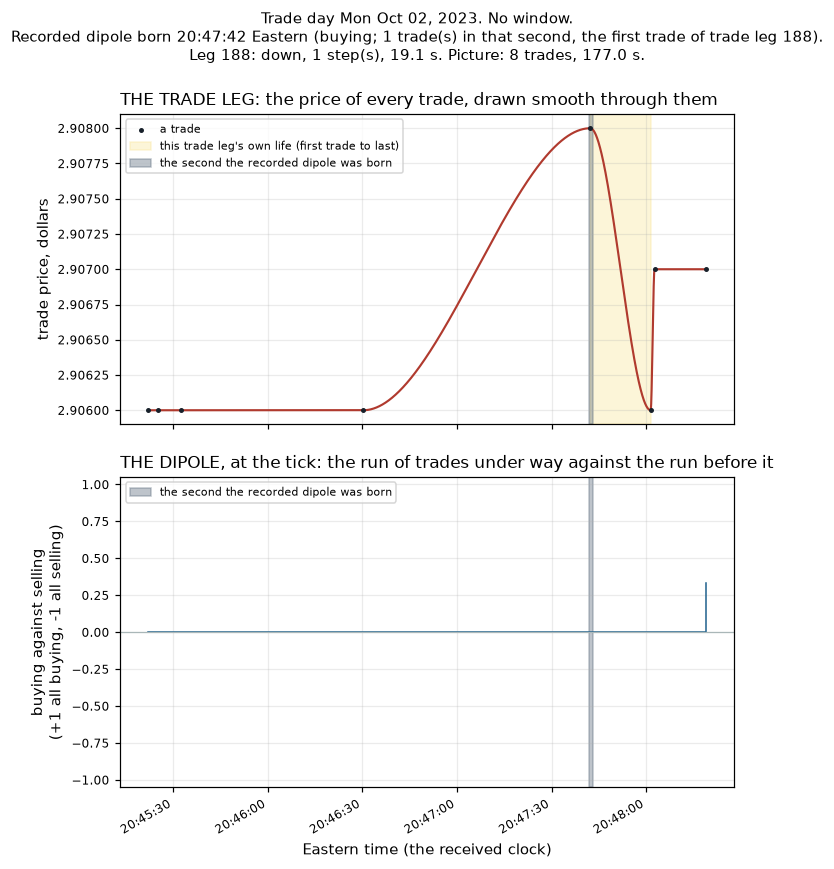 Trade day Mon Oct 02, 2023. No window.
Recorded dipole born 20:47:42 Eastern (buying; 1 trade(s) in that second, the first trade of trade leg 188).
Leg 188: down, 1 step(s), 19.1 s. Picture: 8 trades, 177.0 s.
THE TRADE LEG: the price of every trade, drawn smooth through them
a trade
this trade leg's own life (first trade to last)
the second the recorded dipole was born
2.90800
2.90775
2.90750
2.90725
2.90700
2.90675
2.90650
2.90625
2.90600
trade price, dollars
THE DIPOLE, at the tick: the run of trades under way against the run before it
the second the recorded dipole was born
1.00
0.75
0.50
0.25
0.00
−0.25
−0.50
−0.75
−1.00
buying against selling
(+1 all buying, -1 all selling)
20:45:30
20:46:00
20:46:30
20:47:00
20:47:30
20:48:00
Eastern time (the received clock)